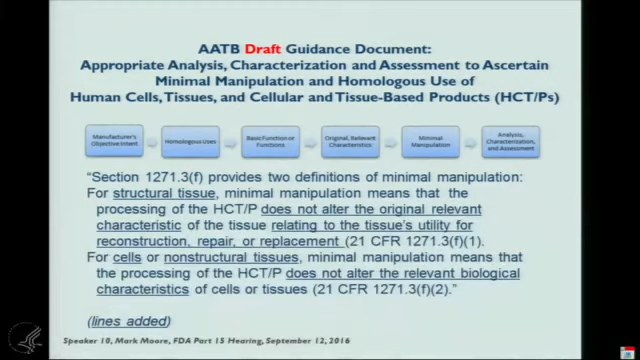 AATB Draft Guidance Document:
Appropriate Analysis, Characterization and Assessment to Ascertain
Minimal Manipulation and Homologous Use of
Human Cells, Tissues, and Cellular and Tissue-Based Products (HCT/Ps)
Manufacturer's Objective Intent
Homologous Uses
Basic Function or Functions
Original, Relevant Characteristics
Minimal Manipulation
Analysis, Characterization, and Assessment
"Section 1271.3(f) provides two definitions of minimal manipulation:
For structural tissue, minimal manipulation means that the
processing of the HCT/P does not alter the original relevant
characteristic of the tissue relating to the tissue's utility for
reconstruction, repair, or replacement (21 CFR 1271.3(f)(1).
For cells or nonstructural tissues, minimal manipulation means that
the processing of the HCT/P does not alter the relevant biological
characteristics of cells or tissues (21 CFR 1271.3(f)(2)."
(lines added)
Speaker 10, Mark Moore, FDA Part 15 Hearing, September 12, 2016